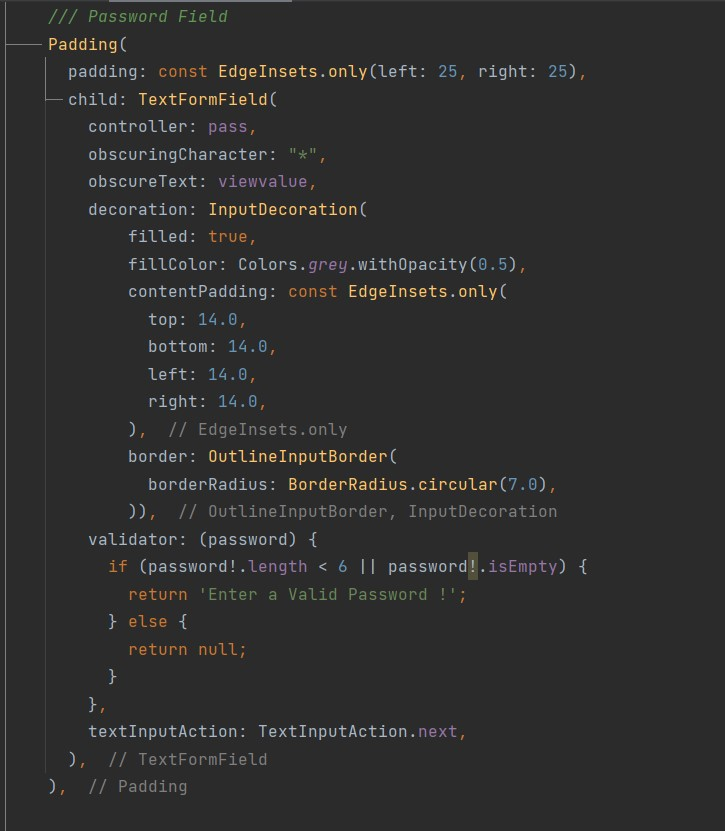 /// Password Field
Padding(
  padding: const EdgeInsets.only(left: 25, right: 25),
  child: TextFormField(
    controller: pass,
    obscuringCharacter: "*",
    obscureText: viewvalue,
    decoration: InputDecoration(
        filled: true,
        fillColor: Colors.grey.withOpacity(0.5),
        contentPadding: const EdgeInsets.only(
          top: 14.0,
          bottom: 14.0,
          left: 14.0,
          right: 14.0,
        ),  // EdgeInsets.only
        border: OutlineInputBorder(
          borderRadius: BorderRadius.circular(7.0),
        )),  // OutlineInputBorder, InputDecoration
    validator: (password) {
      if (password!.length < 6 || password!.isEmpty) {
        return 'Enter a Valid Password !';
      } else {
        return null;
      }
    },
    textInputAction: TextInputAction.next,
  ),  // TextFormField
),  // Padding